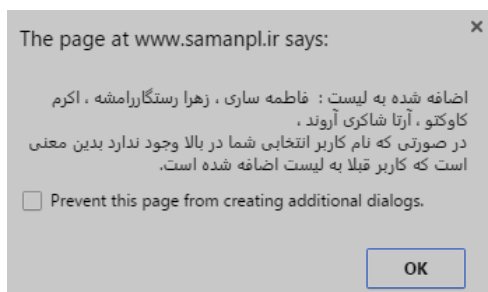 The page at www.samanpl.ir says:
×
اضافه شده به لیست : فاطمه ساری ، زهرا رستگاررامشه ، اکرم
کاوکتو ، آرتا شاکری آروند ،
در صورتی که نام کاربر انتخابی شما در بالا وجود ندارد بدین معنی
است که کاربر قبلا به لیست اضافه شده است.
Prevent this page from creating additional dialogs.
OK